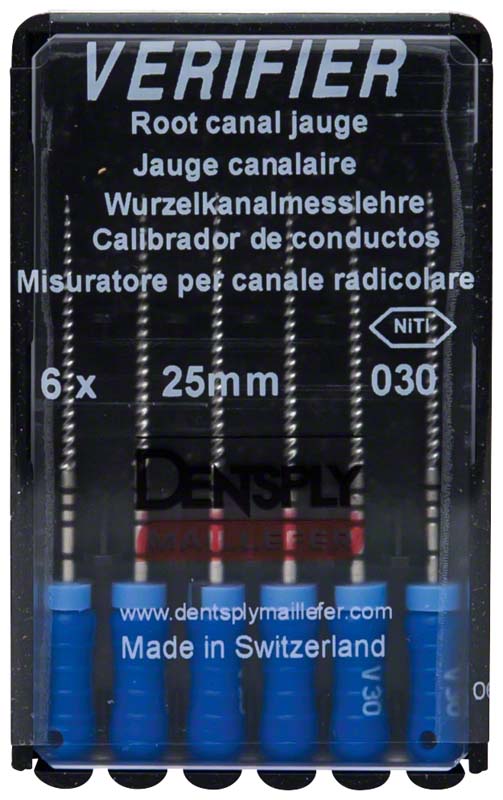 VERIFIER
Root canal jauge
Jauge canalaire
Wurzelkanalmesslehre
Calibrador de conductos
Misuratore per canale radicolare
NiTi
6 x 25mm 030
DENTSPLY
MAILLEFER
www.dentsplymaillefer.com
Made in Switzerland
V30
V30